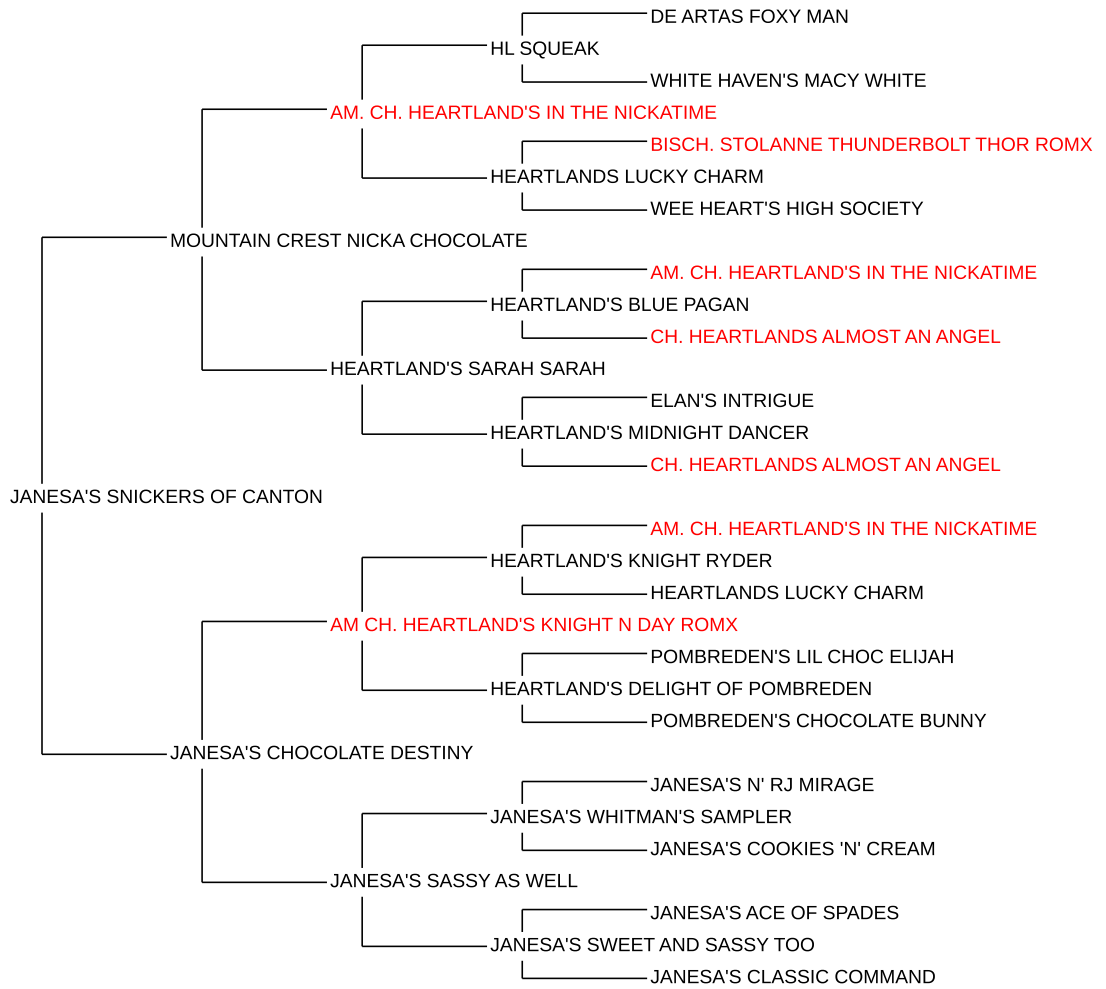 DE ARTAS FOXY MAN
HL SQUEAK
WHITE HAVEN'S MACY WHITE
AM. CH. HEARTLAND'S IN THE NICKATIME
BISCH. STOLANNE THUNDERBOLT THOR ROMX
HEARTLANDS LUCKY CHARM
WEE HEART'S HIGH SOCIETY
MOUNTAIN CREST NICKA CHOCOLATE
AM. CH. HEARTLAND'S IN THE NICKATIME
HEARTLAND'S BLUE PAGAN
CH. HEARTLANDS ALMOST AN ANGEL
HEARTLAND'S SARAH SARAH
ELAN'S INTRIGUE
HEARTLAND'S MIDNIGHT DANCER
CH. HEARTLANDS ALMOST AN ANGEL
JANESA'S SNICKERS OF CANTON
AM. CH. HEARTLAND'S IN THE NICKATIME
HEARTLAND'S KNIGHT RYDER
HEARTLANDS LUCKY CHARM
AM CH. HEARTLAND'S KNIGHT N DAY ROMX
POMBREDEN'S LIL CHOC ELIJAH
HEARTLAND'S DELIGHT OF POMBREDEN
POMBREDEN'S CHOCOLATE BUNNY
JANESA'S CHOCOLATE DESTINY
JANESA'S N' RJ MIRAGE
JANESA'S WHITMAN'S SAMPLER
JANESA'S COOKIES 'N' CREAM
JANESA'S SASSY AS WELL
JANESA'S ACE OF SPADES
JANESA'S SWEET AND SASSY TOO
JANESA'S CLASSIC COMMAND